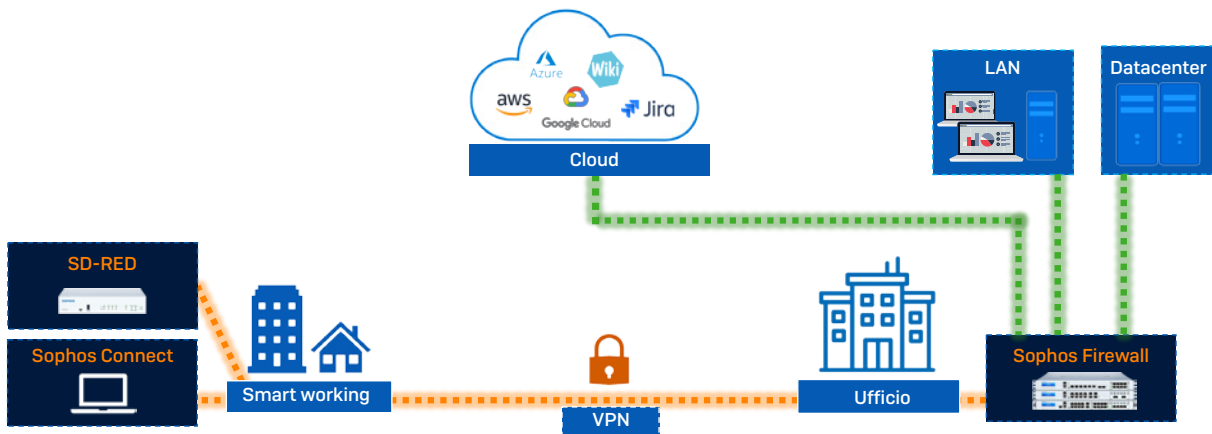 Azure
Wiki
aws
Google Cloud
Jira
Cloud
LAN
Datacenter
SD-RED
Sophos Connect
Smart working
VPN
Ufficio
Sophos Firewall